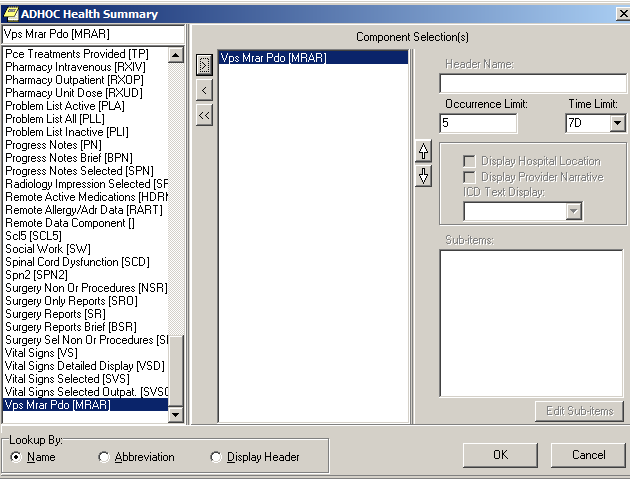 ADHOC Health Summary
Vps Mrar Pdo [MRAR]
Pce Treatments Provided [TP]
Pharmacy Intravenous [RXIV]
Pharmacy Outpatient [RXOP]
Pharmacy Unit Dose [RXUD]
Problem List Active [PLA]
Problem List All [PLL]
Problem List Inactive [PLI]
Progress Notes [PN]
Progress Notes Brief [BPN]
Progress Notes Selected [SPN]
Radiology Impression Selected [SF
Remote Active Medications [HDRM
Remote Allergy/Adr Data [RART]
Remote Data Component []
Scl5 [SCL5]
Social Work [SW]
Spinal Cord Dysfunction [SCD]
Spn2 [SPN2]
Surgery Non Or Procedures [NSR]
Surgery Only Reports [SRO]
Surgery Reports [SR]
Surgery Reports Brief [BSR]
Surgery Sel Non Or Procedures [SI
Vital Signs [VS]
Vital Signs Detailed Display [VSD]
Vital Signs Selected [SVS]
Vital Signs Selected Outpat. [SVSO
Vps Mrar Pdo [MRAR]
>
<
<<
Component Selection(s)
Vps Mrar Pdo [MRAR]
Header Name:
Occurrence Limit: Time Limit:
5 7D
Display Hospital Location
Display Provider Narrative
ICD Text Display:
Sub-items:
Edit Sub-items
Lookup By:
Name Abbreviation Display Header
OK Cancel